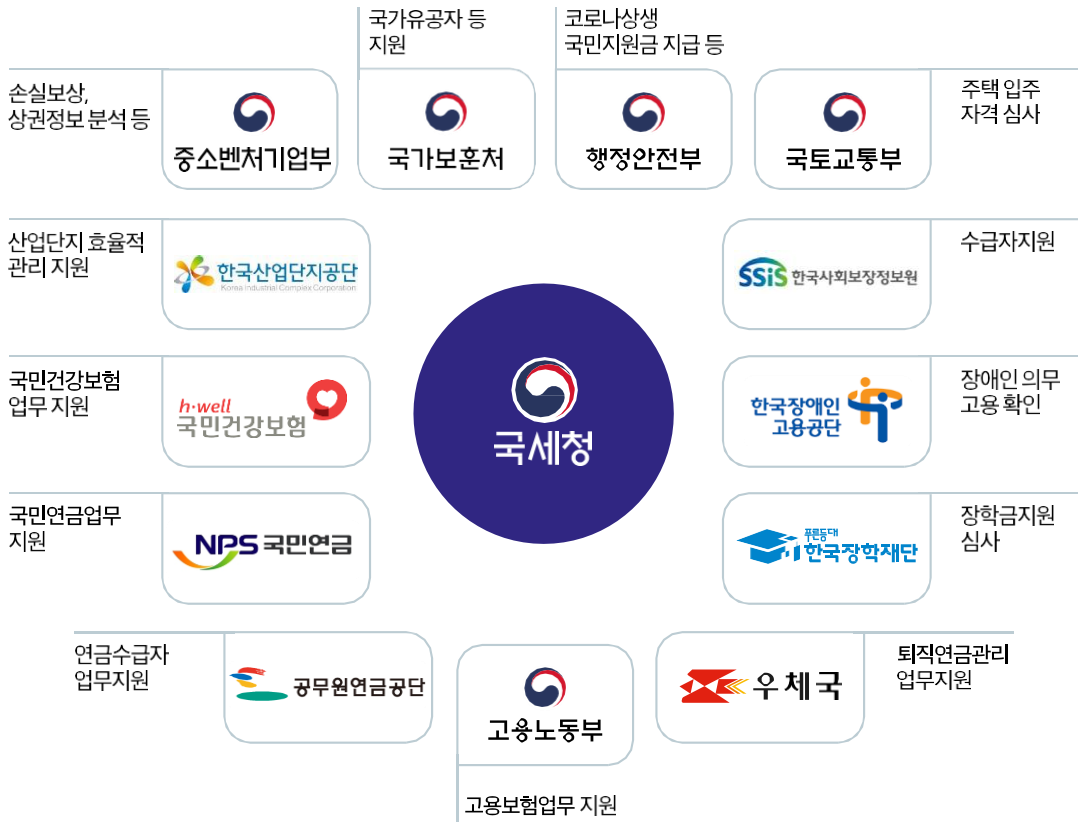 국가유공자 등
지원
코로나상생
국민지원금 지급 등
손실보상,
상권정보 분석 등
중소벤처기업부
국가보훈처
행정안전부
국토교통부
주택 입주
자격 심사
산업단지 효율적
관리 지원
한국산업단지공단
Korea Industrial Complex Corporation
SSiS 한국사회보장정보원
수급자지원
국민건강보험
업무 지원
h·well
국민건강보험
국세청
한국장애인
고용공단
장애인 의무
고용 확인
국민연금업무
지원
NPS 국민연금
푸른등대
한국장학재단
장학금지원
심사
연금수급자
업무지원
공무원연금공단
고용노동부
우체국
퇴직연금관리
업무지원
고용보험업무 지원